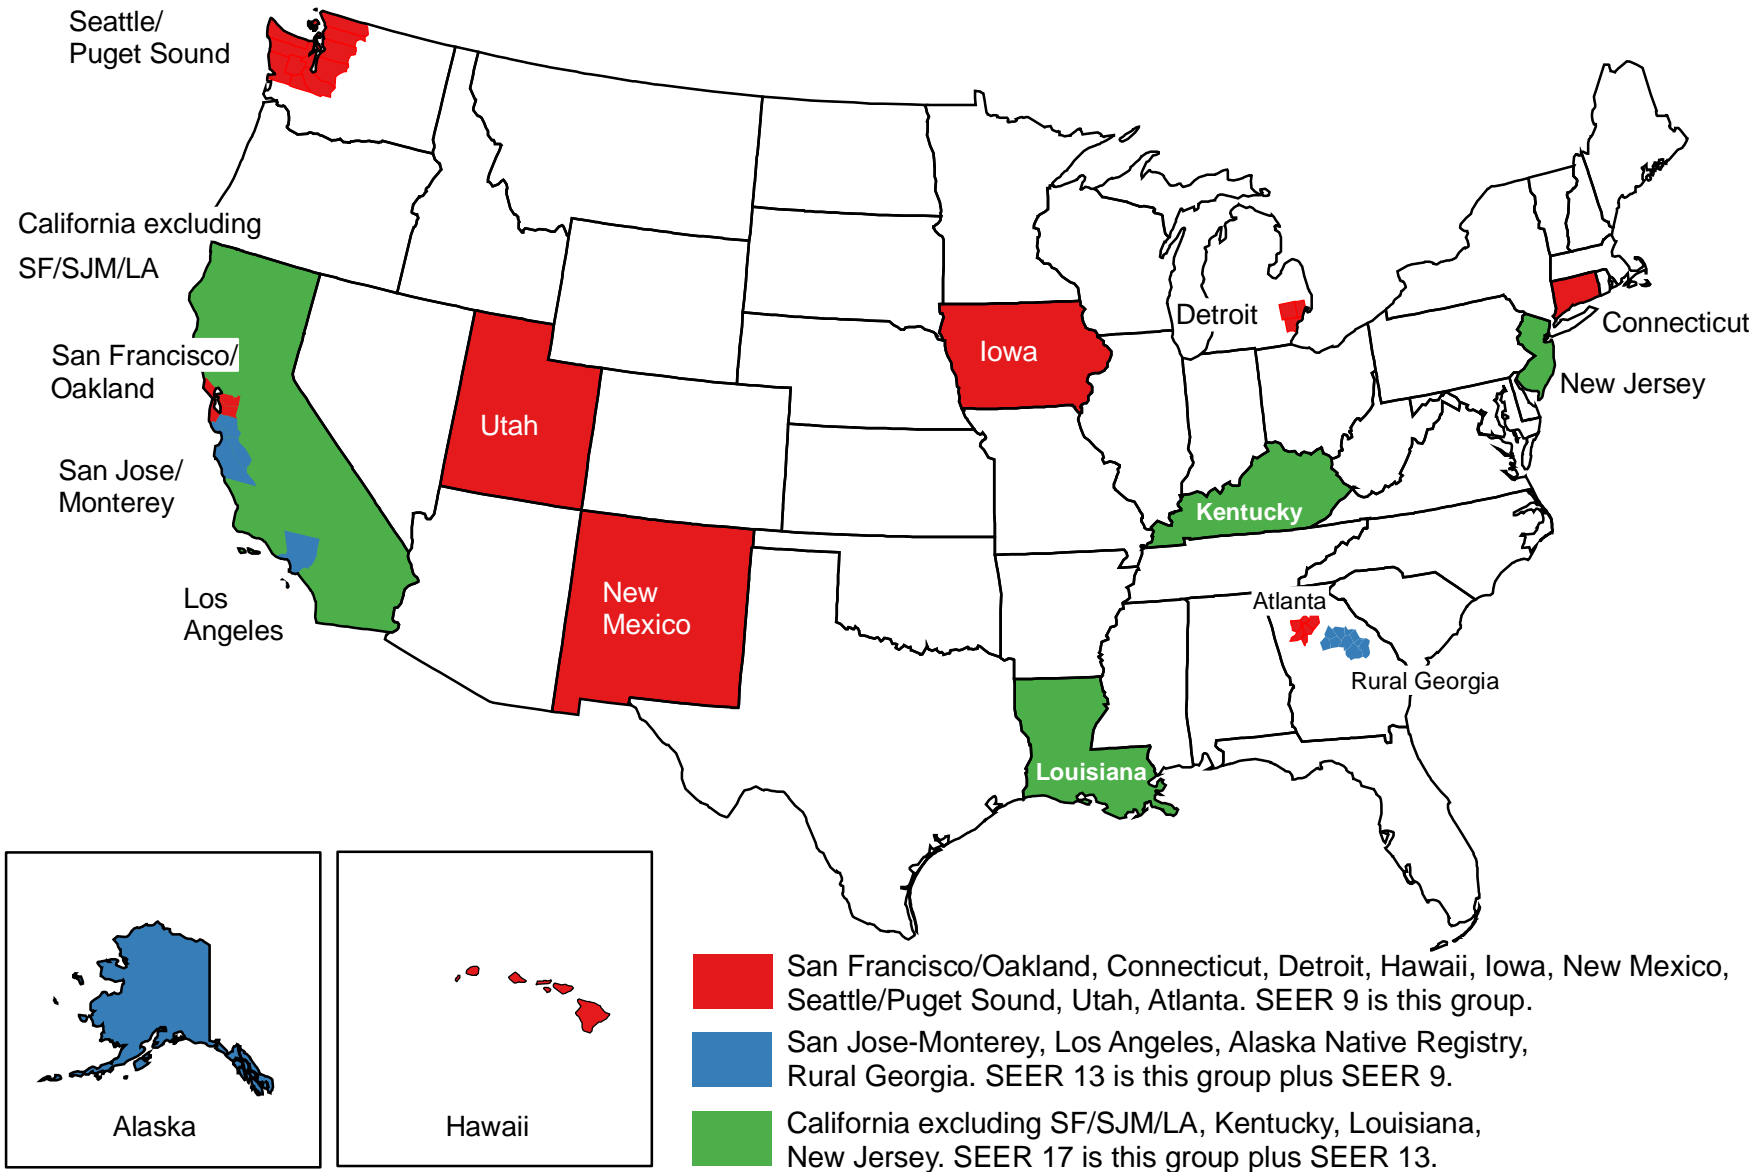 Seattle/
Puget Sound
California excluding
SF/SJM/LA
San Francisco/
Oakland
San Jose/
Monterey
Los
Angeles
Utah
New
Mexico
Iowa
Detroit
Connecticut
New Jersey
Kentucky
Atlanta
Rural Georgia
Louisiana
Alaska
Hawaii
San Francisco/Oakland, Connecticut, Detroit, Hawaii, Iowa, New Mexico,
Seattle/Puget Sound, Utah, Atlanta. SEER 9 is this group.
San Jose-Monterey, Los Angeles, Alaska Native Registry,
Rural Georgia. SEER 13 is this group plus SEER 9.
California excluding SF/SJM/LA, Kentucky, Louisiana,
New Jersey. SEER 17 is this group plus SEER 13.